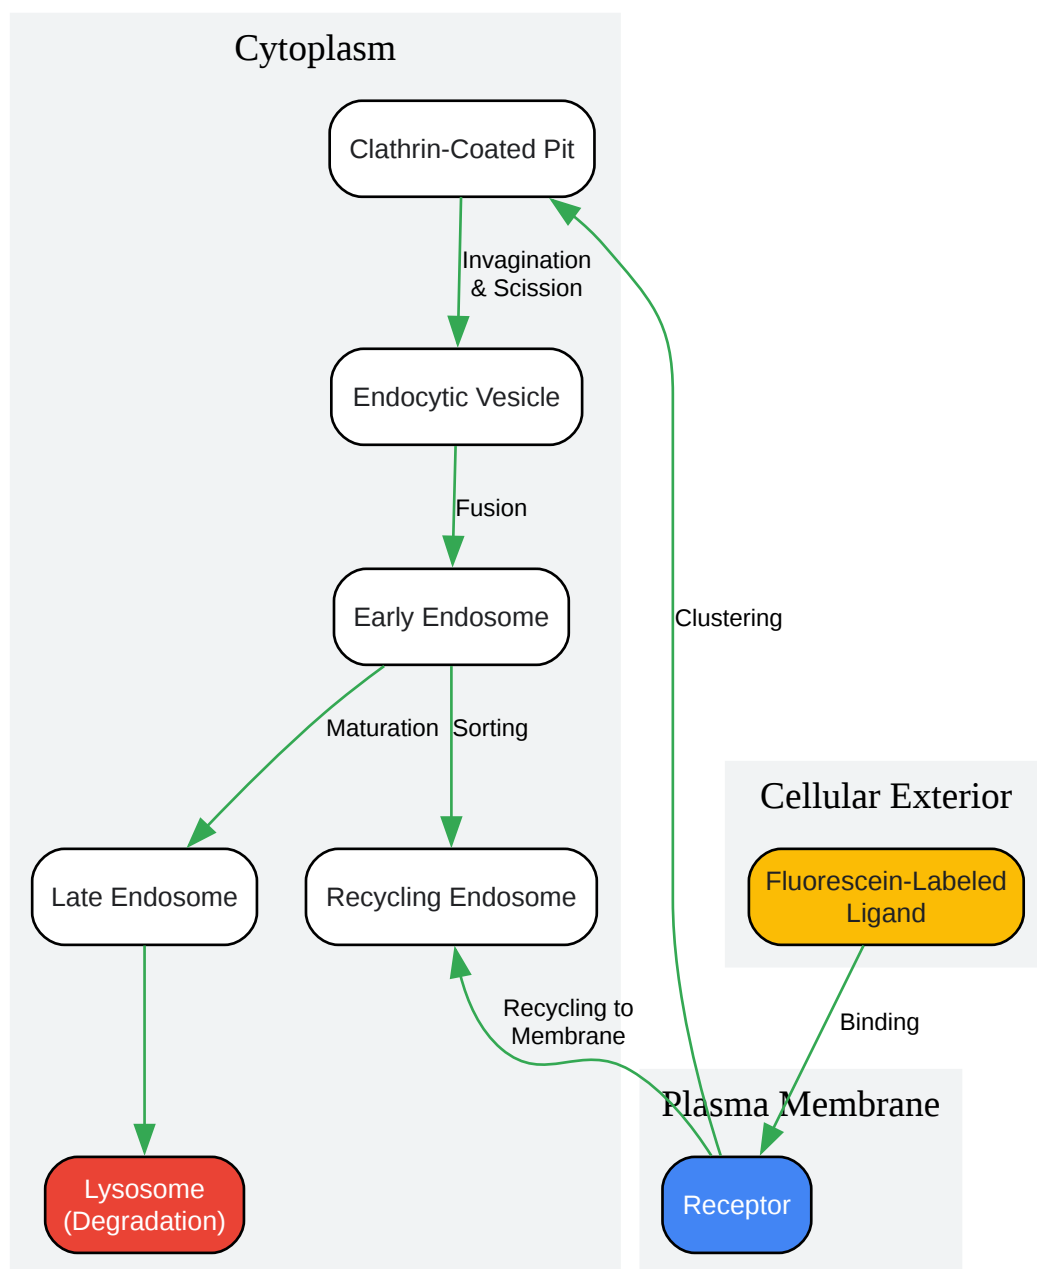 Cytoplasm
Clathrin-Coated Pit
Invagination
& Scission
Endocytic Vesicle
Fusion
Early Endosome
Clustering
Maturation
Sorting
Cellular Exterior
Late Endosome
Recycling Endosome
Fluorescein-Labeled
Ligand
Recycling to
Membrane
Binding
Plasma Membrane
Lysosome
(Degradation)
Receptor